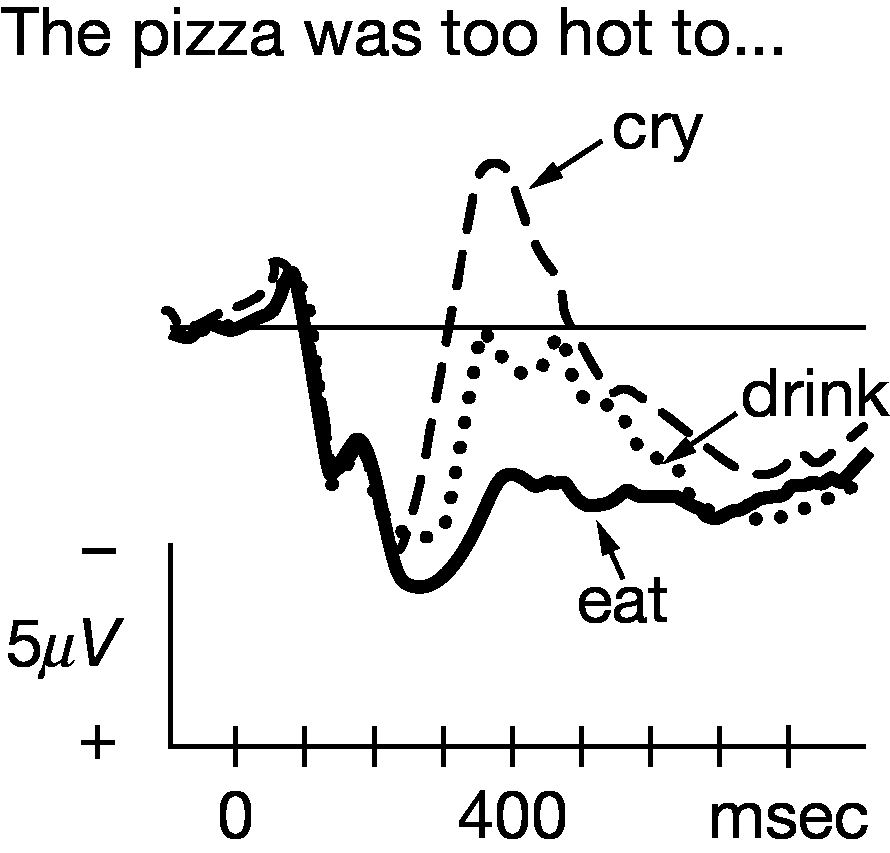 The pizza was too hot to...
cry
drink
eat
−
5μV
+
0 400 msec